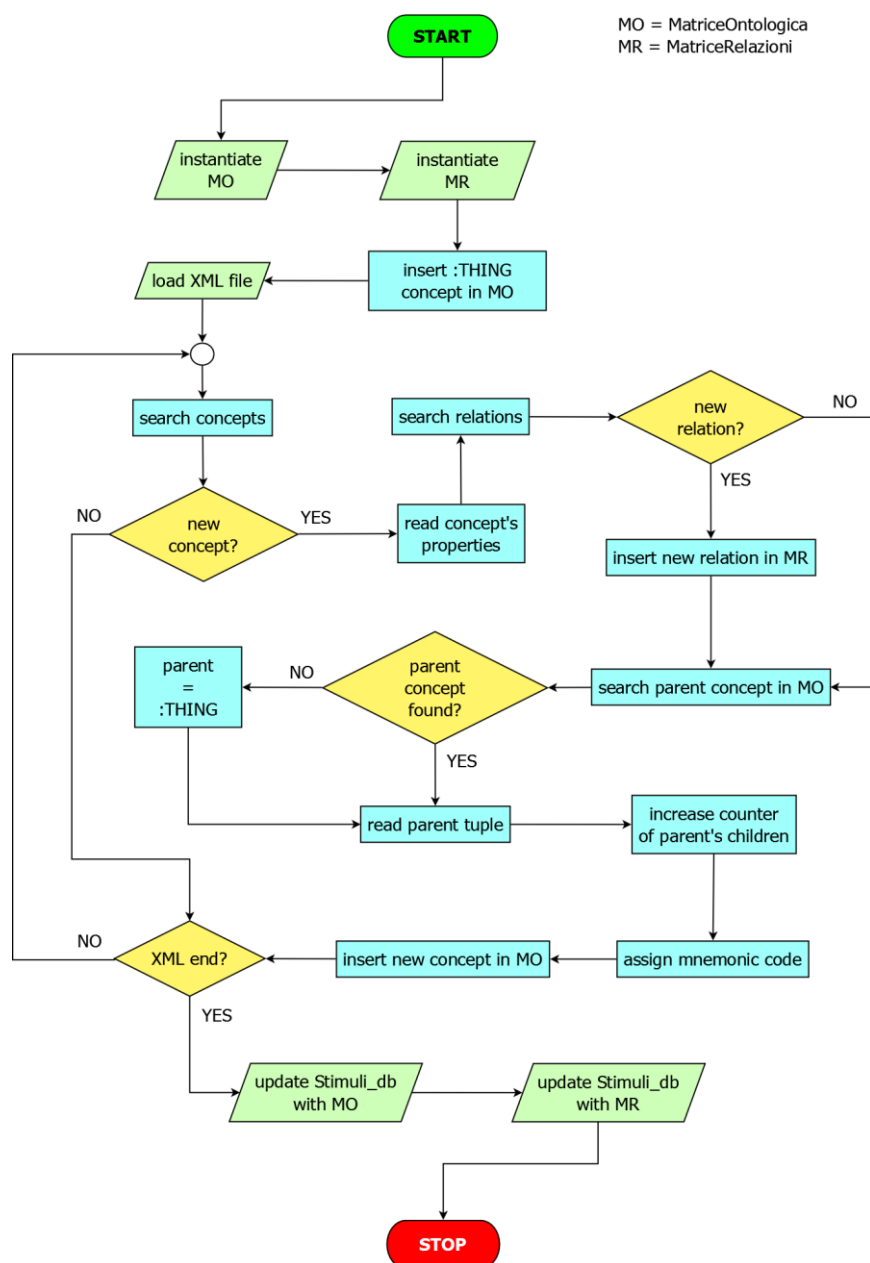 START
MO = MatriceOntologica
MR = MatriceRelazioni
instantiate
MO
instantiate
MR
insert :THING
concept in MO
load XML file
search concepts
search relations
new
relation?
NO
YES
NO
new
concept?
YES
read concept's
properties
insert new relation in MR
parent
=
:THING
NO
parent
concept
found?
search parent concept in MO
YES
read parent tuple
increase counter
of parent's children
NO
XML end?
insert new concept in MO
assign mnemonic code
YES
update Stimuli_db
with MO
update Stimuli_db
with MR
STOP